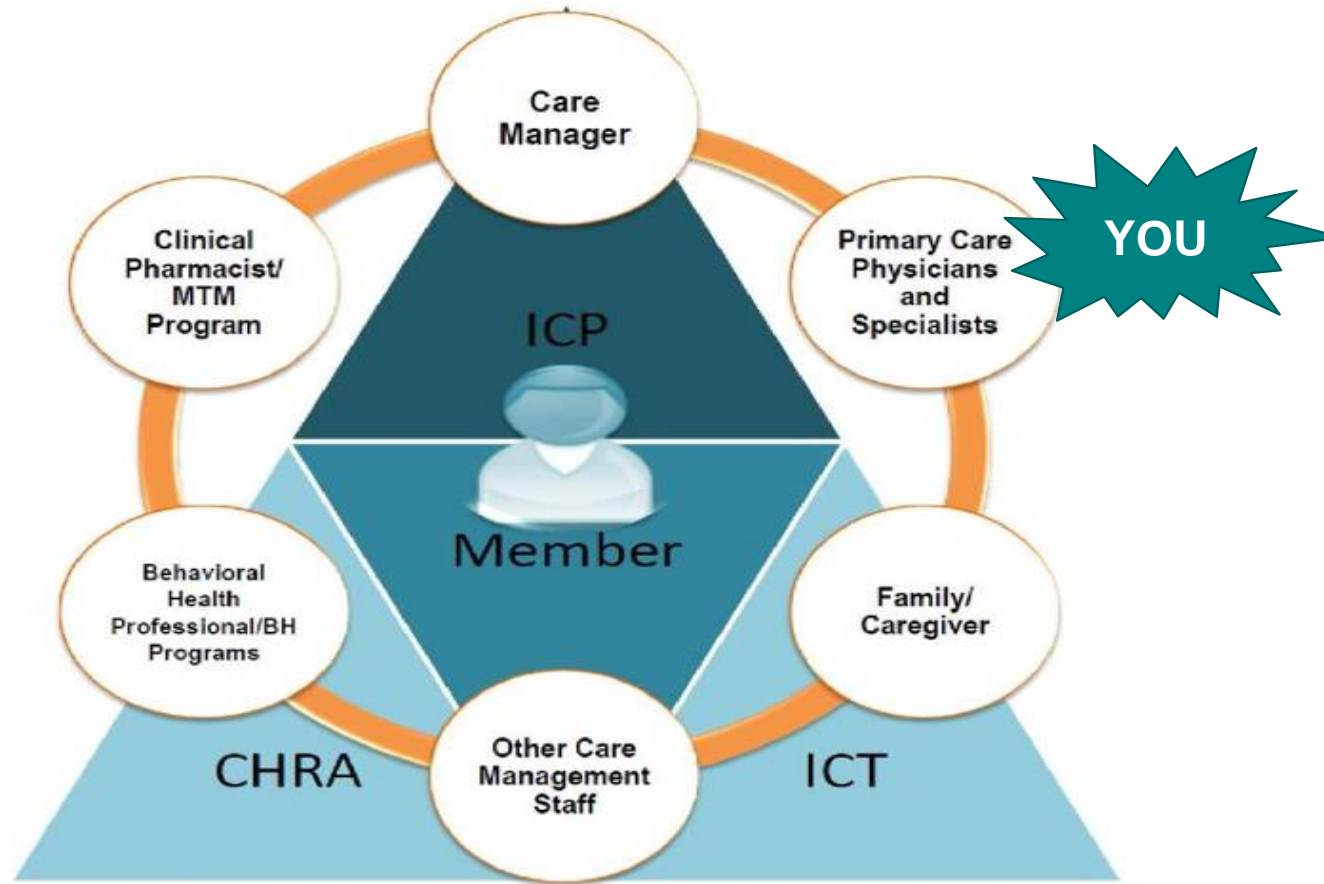 Care
Manager
Clinical
Pharmacist/
MTM
Program
Primary Care
Physicians
and
Specialists
YOU
ICP
Member
Behavioral
Health
Professional/BH
Programs
Family/
Caregiver
CHRA
Other Care
Management
Staff
ICT